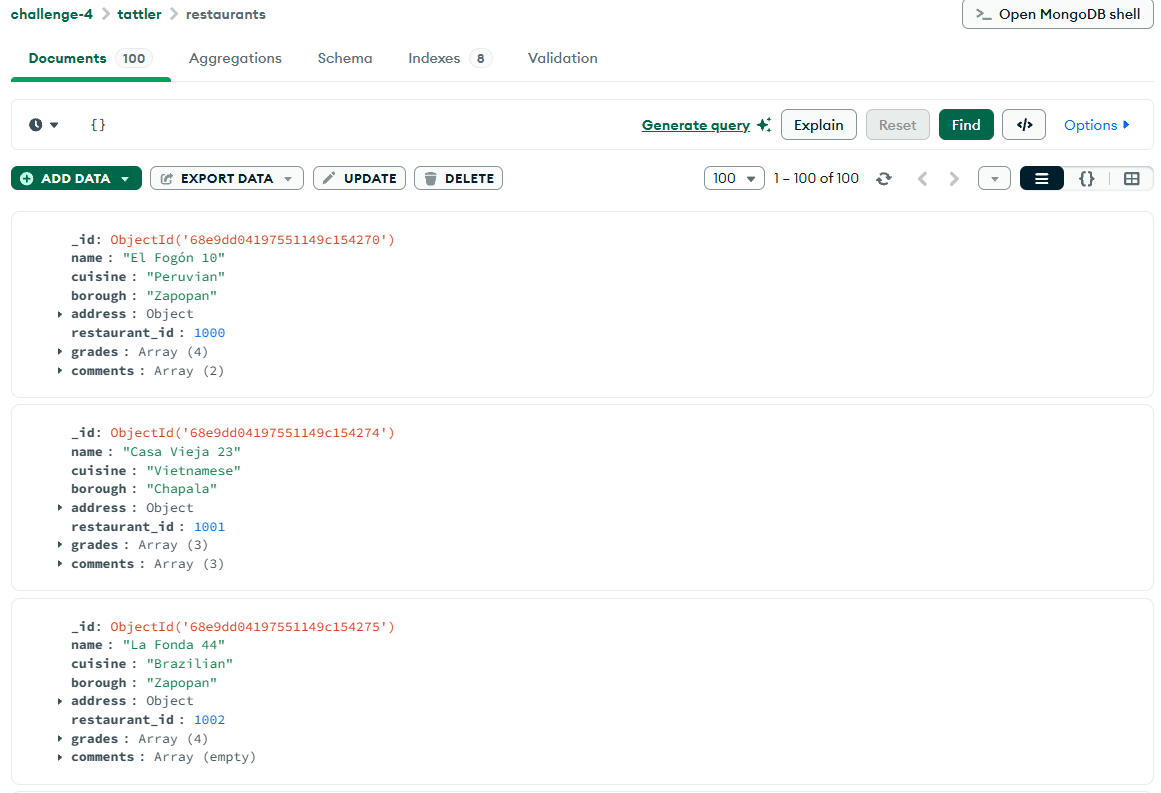 challenge-4 > tattler > restaurants
>_ Open MongoDB shell
Documents 100 Aggregations Schema Indexes 8 Validation
{} Generate query Explain Reset Find </> Options
ADD DATA EXPORT DATA UPDATE DELETE 100 1 – 100 of 100 {}
_id: ObjectId('68e9dd04197551149c154270')
name : "El Fogón 10"
cuisine : "Peruvian"
borough : "Zapopan"
address : Object
restaurant_id : 1000
grades : Array (4)
comments : Array (2)
_id: ObjectId('68e9dd04197551149c154274')
name : "Casa Vieja 23"
cuisine : "Vietnamese"
borough : "Chapala"
address : Object
restaurant_id : 1001
grades : Array (3)
comments : Array (3)
_id: ObjectId('68e9dd04197551149c154275')
name : "La Fonda 44"
cuisine : "Brazilian"
borough : "Zapopan"
address : Object
restaurant_id : 1002
grades : Array (4)
comments : Array (empty)